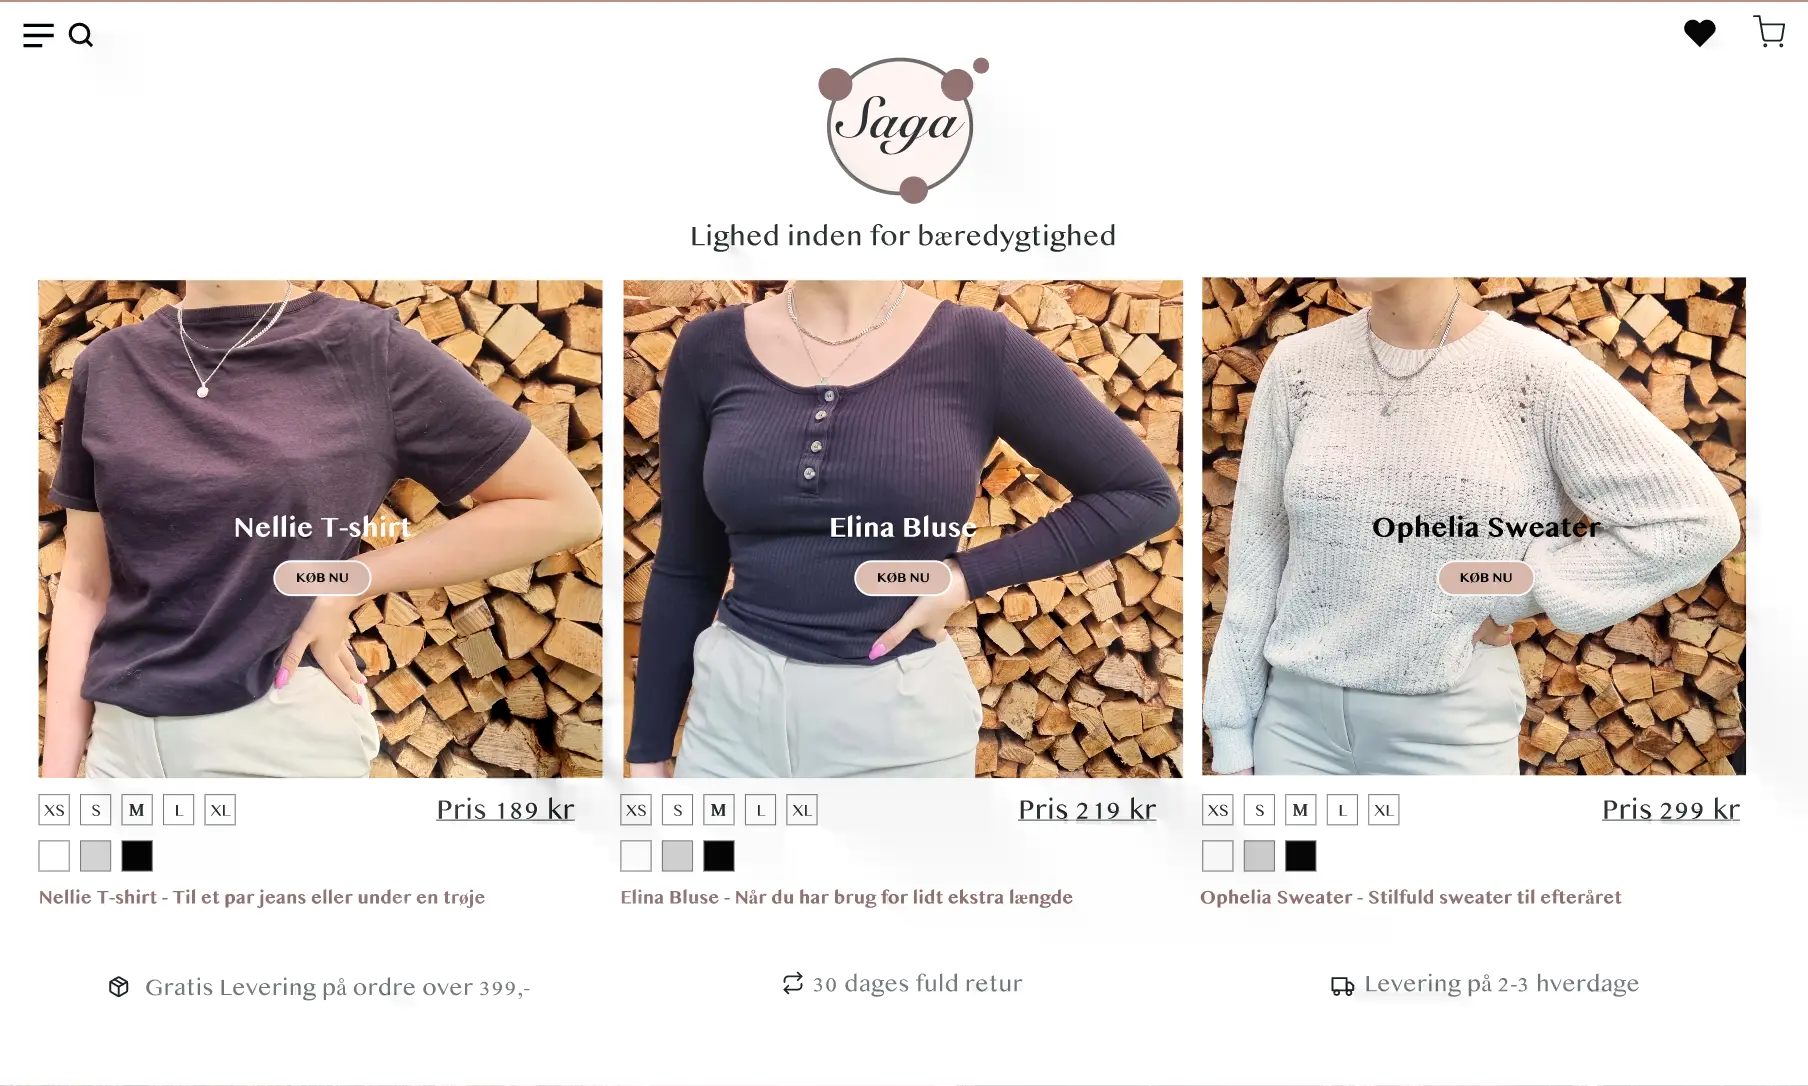 Saga
Lighed inden for bæredygtighed
Nellie T-shirt
KØB NU
Elina Bluse
KØB NU
Ophelia Sweater
KØB NU
XS S M L XL
Pris 189 kr
Nellie T-shirt - Til et par jeans eller under en trøje
XS S M L XL
Pris 219 kr
Elina Bluse - Når du har brug for lidt ekstra længde
XS S M L XL
Pris 299 kr
Ophelia Sweater - Stilfuld sweater til efteråret
Gratis Levering på ordre over 399,-
30 dages fuld retur
Levering på 2-3 hverdage